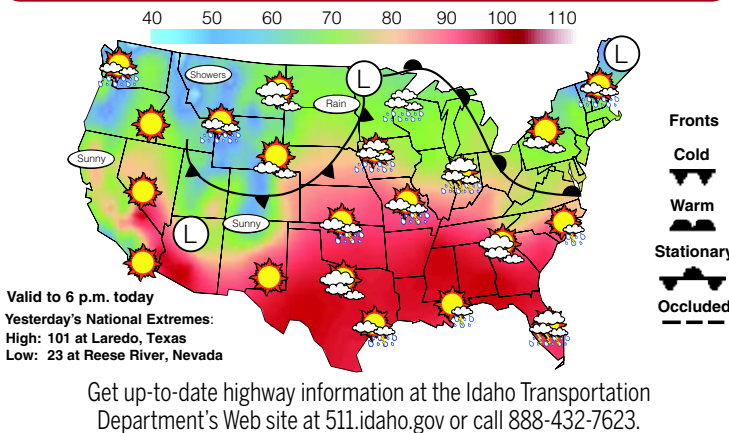 40 50 60 70 80 90 100 110
L
L
Showers
Rain
Sunny
Sunny
L
Fronts
Cold
Warm
Stationary
Occluded
Valid to 6 p.m. today
Yesterday's National Extremes:
High: 101 at Laredo, Texas
Low: 23 at Reese River, Nevada
Get up-to-date highway information at the Idaho Transportation
Department's Web site at 511.idaho.gov or call 888-432-7623.